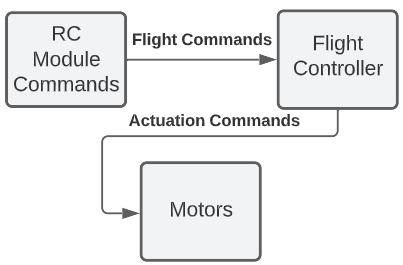 RC
Module
Commands
Flight Commands
Flight
Controller
Actuation Commands
Motors